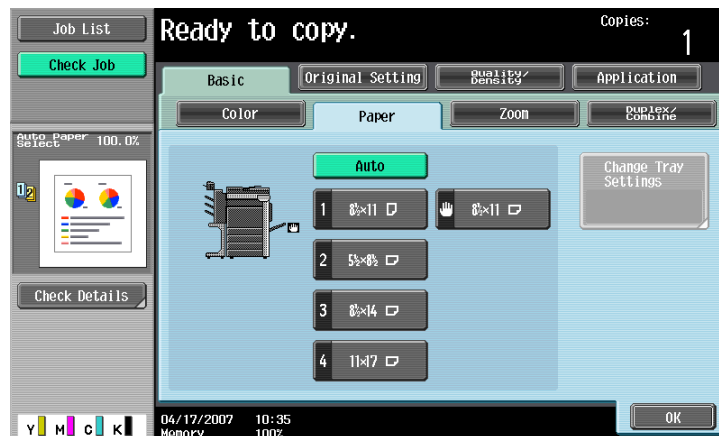 Job List
Check Job
Ready to copy.
Copies:
1
Basic
Original Setting
Quality/
Density
Application
Color
Paper
Zoom
Duplex/
Combine
Auto Paper
Select
100.0%
1 2
Check Details
Auto
1 8½×11
8½×11
2 5½×8½
3 8½×14
4 11×17
Change Tray
Settings
Y M C K
04/17/2007 10:35
Memory 100%
OK